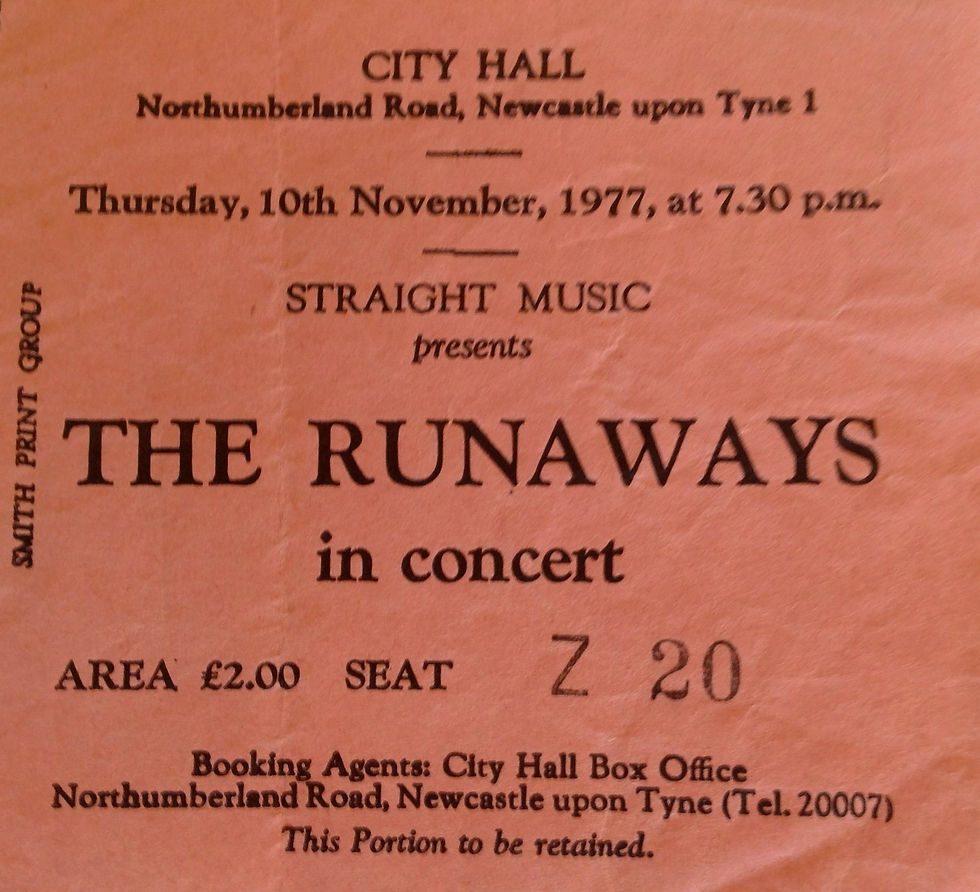 CITY HALL
Northumberland Road, Newcastle upon Tyne 1
Thursday, 10th November, 1977, at 7.30 p.m.
STRAIGHT MUSIC
presents
THE RUNAWAYS
in concert
AREA £2.00 SEAT Z 20
Booking Agents: City Hall Box Office
Northumberland Road, Newcastle upon Tyne (Tel. 20007)
This Portion to be retained.
SMITH PRINT GROUP